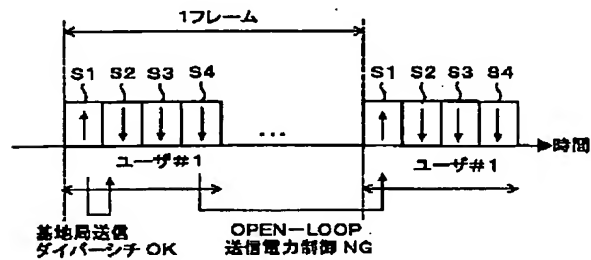 1フレーム
S1 S2 S3 S4 S1 S2 S3 S4
...
時間
ユーザ#1 ユーザ#1
基地局送信
ダイバーシチ OK
OPEN-LOOP
送信電力制御 NG